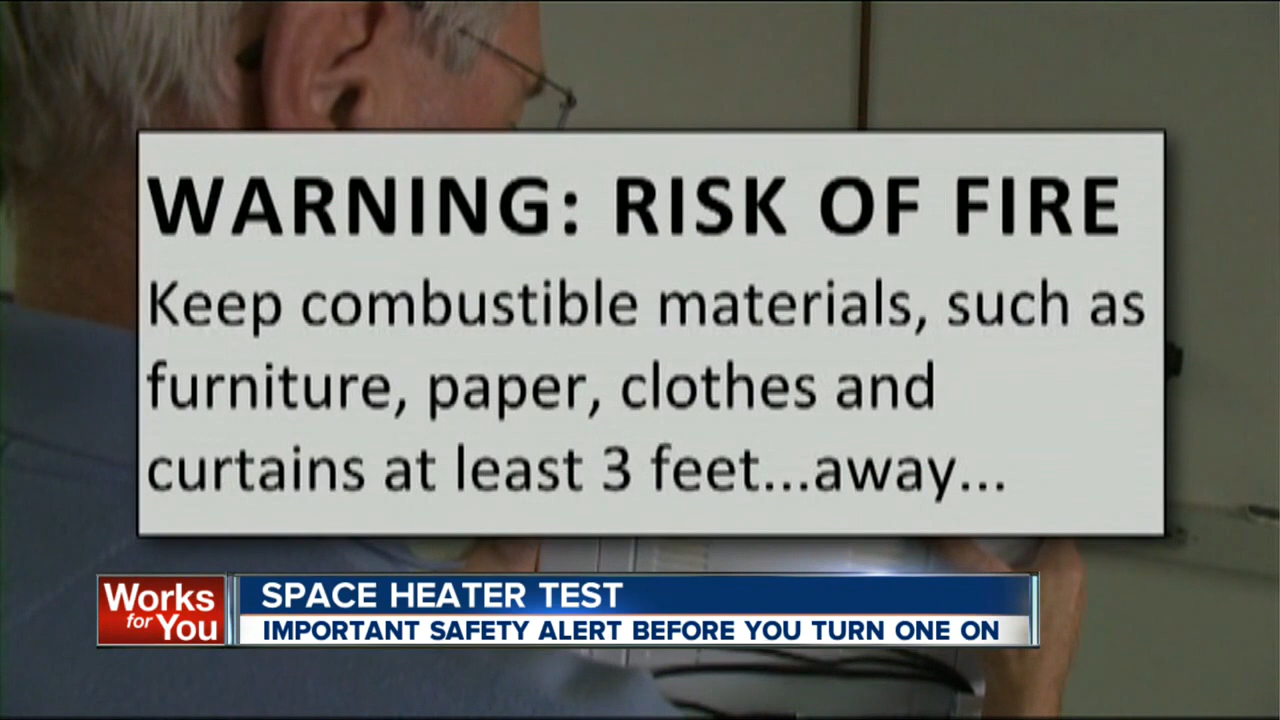 WARNING: RISK OF FIRE
Keep combustible materials, such as
furniture, paper, clothes and
curtains at least 3 feet...away...
Works
for
You
SPACE HEATER TEST
IMPORTANT SAFETY ALERT BEFORE YOU TURN ONE ON